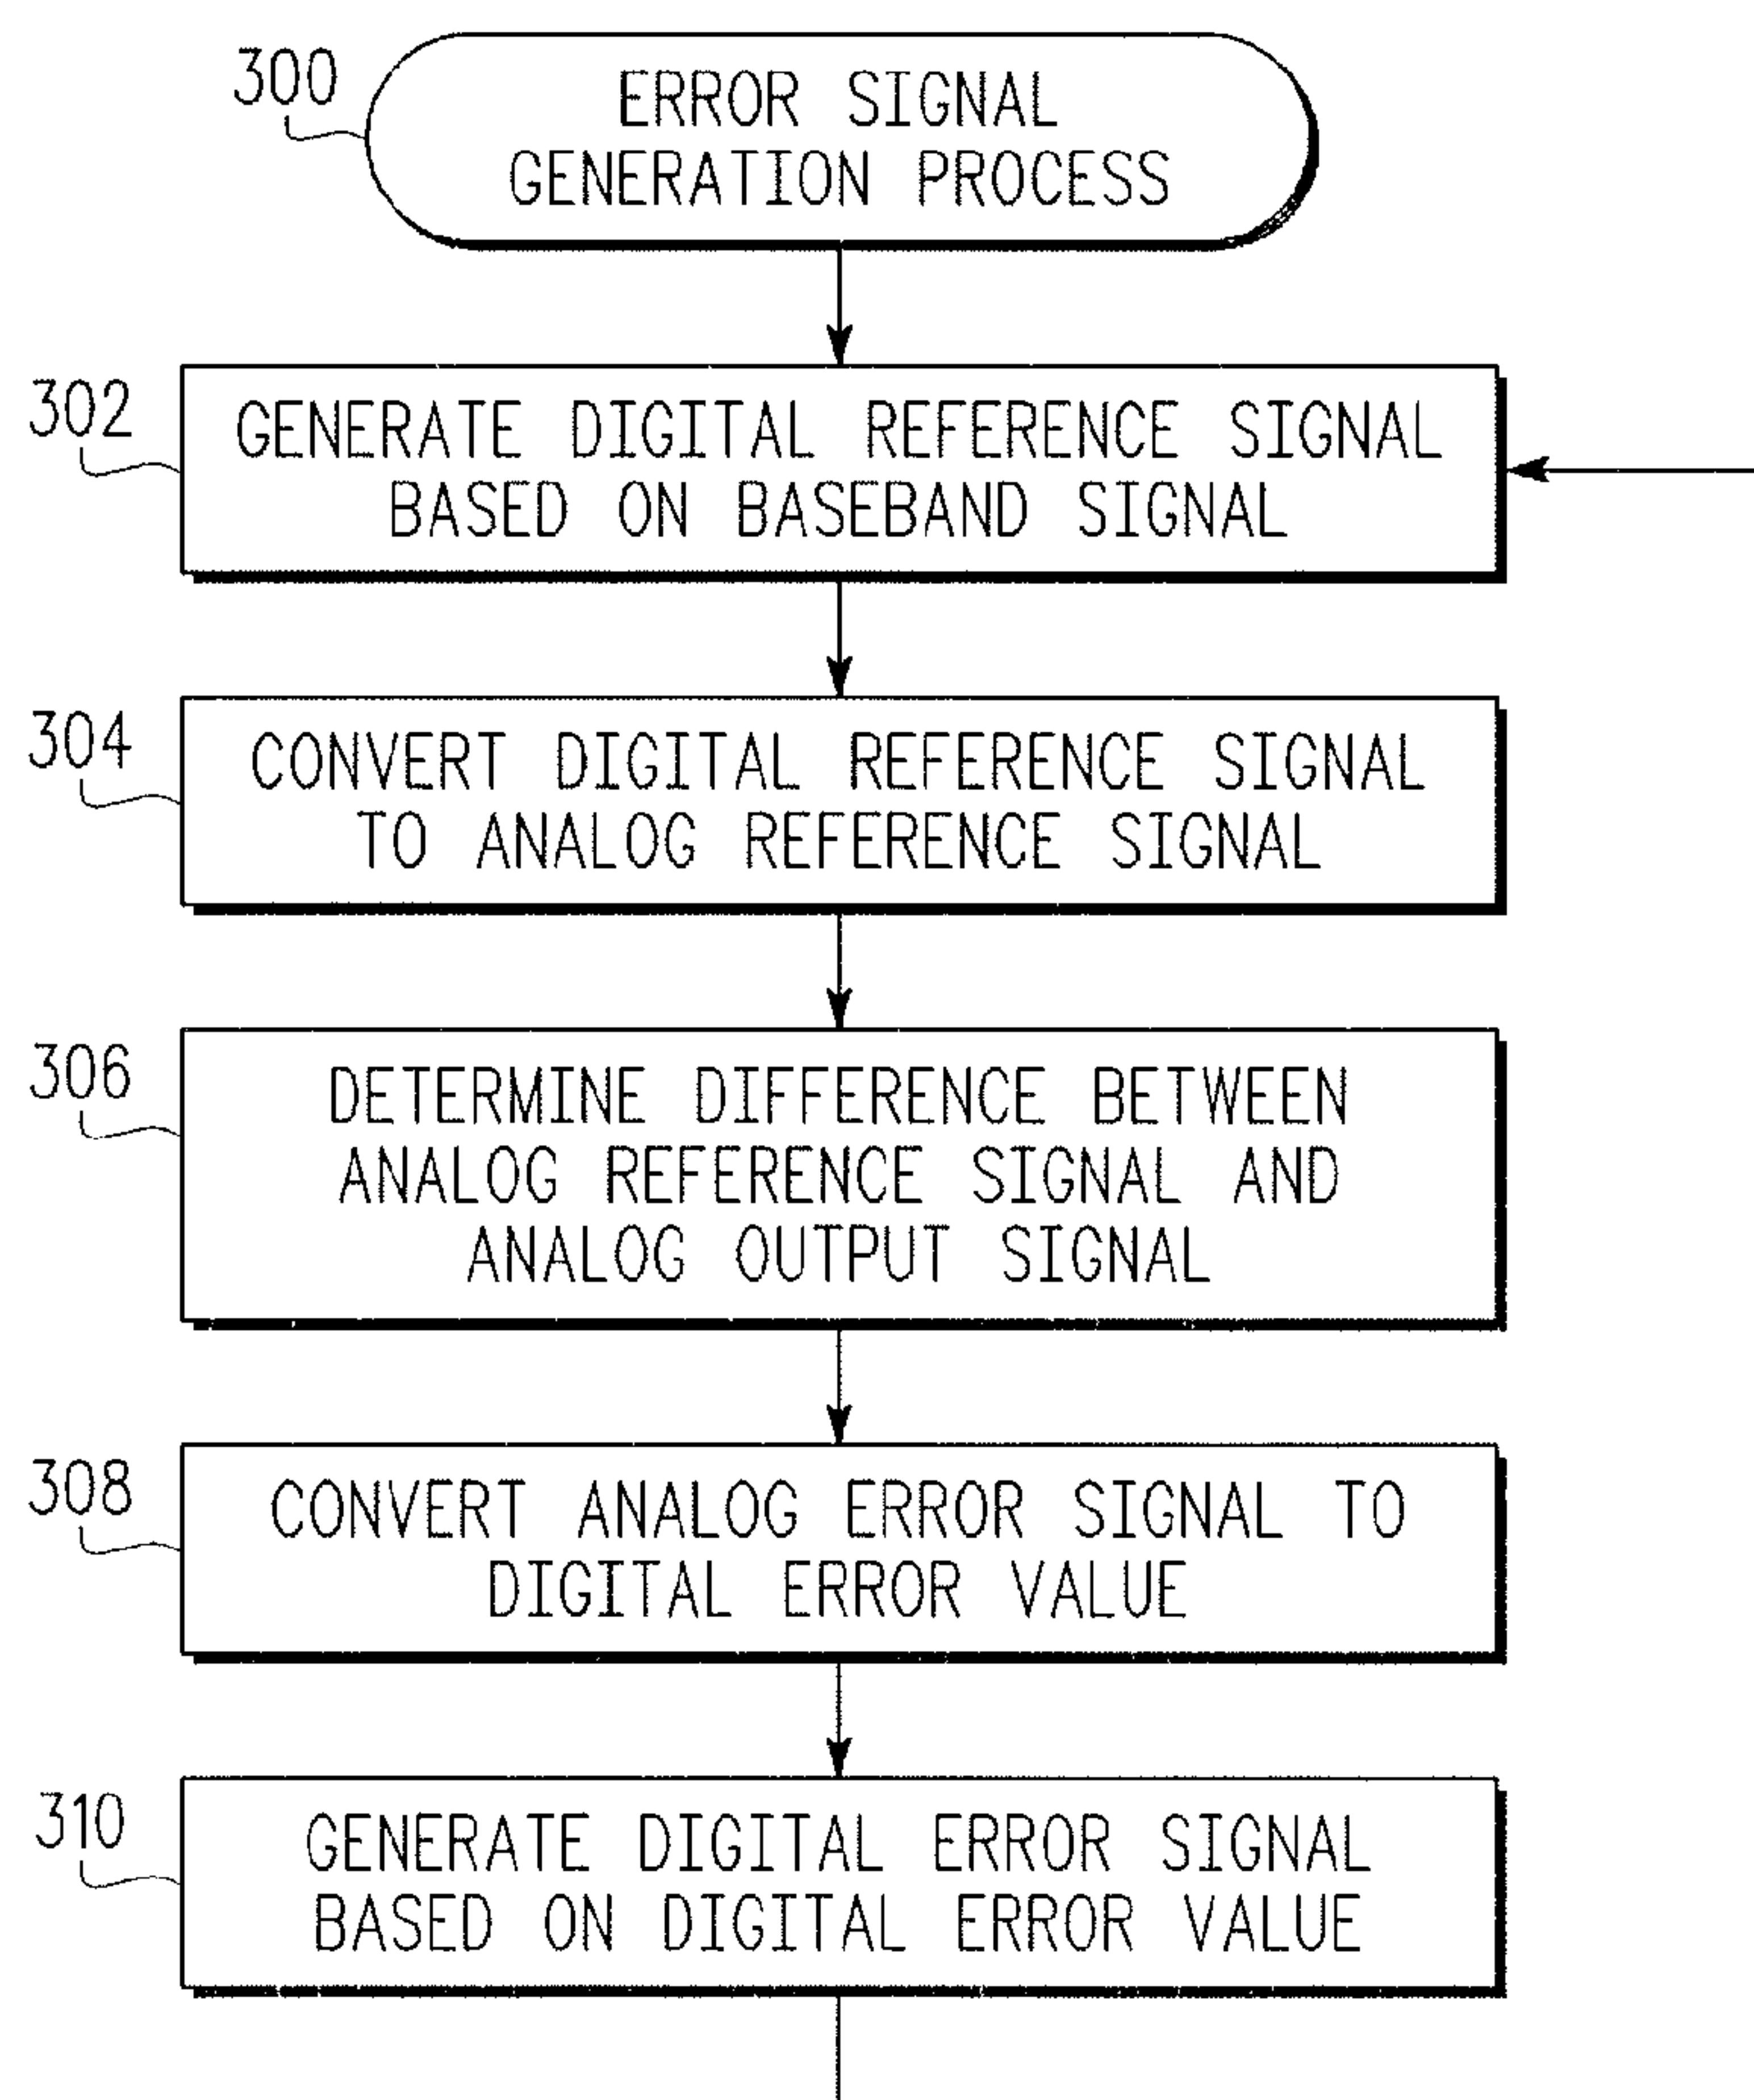 300
ERROR SIGNAL
GENERATION PROCESS
302
GENERATE DIGITAL REFERENCE SIGNAL
BASED ON BASEBAND SIGNAL
304
CONVERT DIGITAL REFERENCE SIGNAL
TO ANALOG REFERENCE SIGNAL
306
DETERMINE DIFFERENCE BETWEEN
ANALOG REFERENCE SIGNAL AND
ANALOG OUTPUT SIGNAL
308
CONVERT ANALOG ERROR SIGNAL TO
DIGITAL ERROR VALUE
310
GENERATE DIGITAL ERROR SIGNAL
BASED ON DIGITAL ERROR VALUE